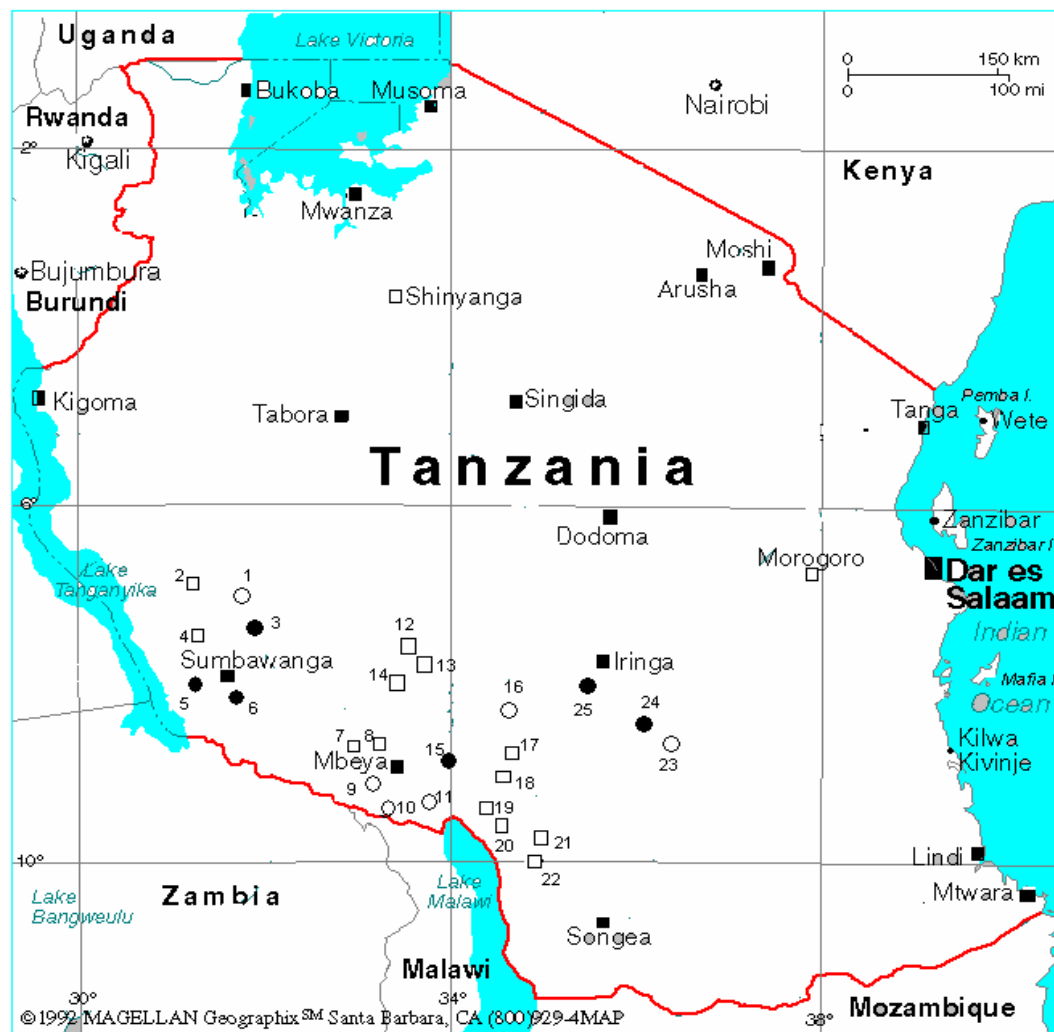 Uganda
Lake Victoria
0 150 km
0 100 mi
Bukoba
Musoma
Nairobi
Rwanda
Kigali
2°
Kenya
Mwanza
Moshi
Bujumbura
Arusha
Burundi
Shinyanga
Kigoma
Tabora
Singida
Pemba I.
Tanga
Wete
Tanzania
6°
Dodoma
Zanzibar
Zanzibar I
Morogoro
Lake
Tanganyika
Dar es
Salaam
2
1
3
4
Indian
Sumbawanga
12
13
14
Iringa
Mafia I
5
6
16
25
24
Ocean
7
8
15
17
23
Kilwa
Kivinje
Mbeya
18
9
10
11
19
20
21
22
10°
Lindi
Zambia
Lake
Bangweulu
Lake
Malawi
Mtwara
Songea
Malawi
30°
34°
38°
Mozambique
©1992 MAGELLAN Geographix℠ Santa Barbara, CA (800)929-4MAP